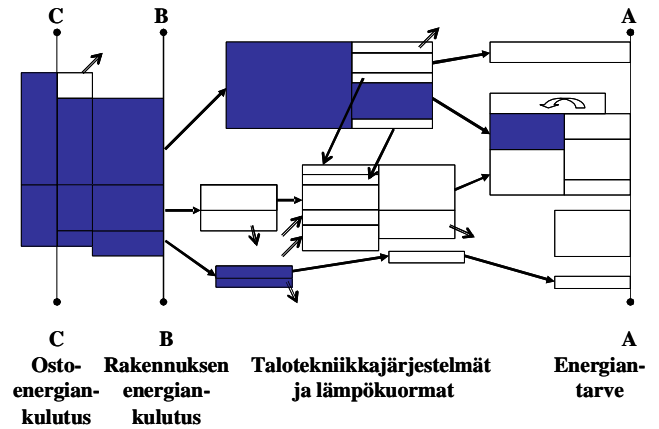 C B A
C B A
Osto-
energian-
kulutus
Rakennuksen
energian-
kulutus
Talotekniikkajärjestelmät
ja lämpökuormat
Energian-
tarve